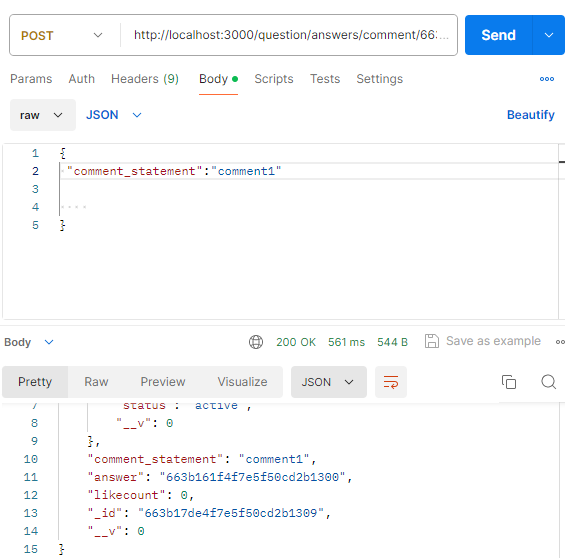 POST http://localhost:3000/question/answers/comment/663... Send
Params Auth Headers (9) Body Scripts Tests Settings
raw JSON Beautify
1 {
2 "comment_statement":"comment1"
3
4 ····
5 }
Body 200 OK 561 ms 544 B Save as example
Pretty Raw Preview Visualize JSON
7 "status": "active",
8 "__v": 0
9 },
10 "comment_statement": "comment1",
11 "answer": "663b161f4f7e5f50cd2b1300",
12 "likecount": 0,
13 "_id": "663b17de4f7e5f50cd2b1309",
14 "__v": 0
15 }